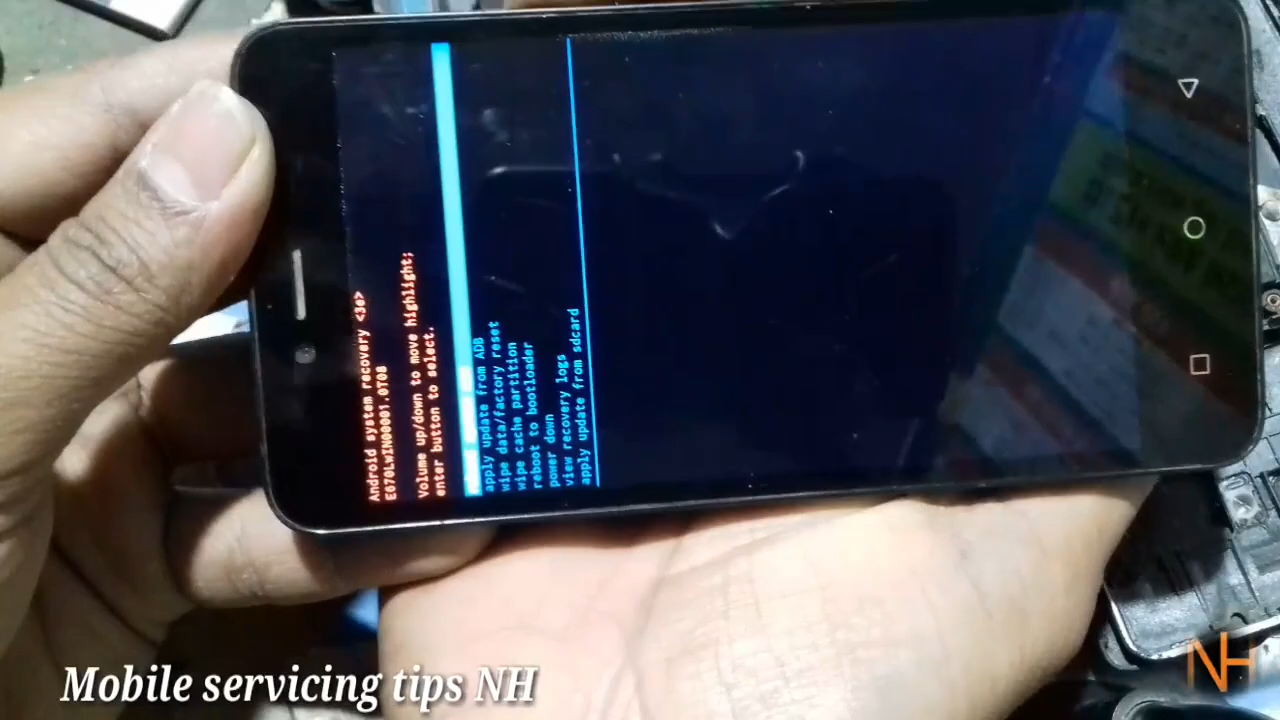 Android system recovery <3e>
E670LWIN00001.0T08
Volume up/down to move highlight;
enter button to select.
apply update from ADB
wipe data/factory reset
wipe cache partition
reboot to bootloader
power down
view recovery logs
apply update from sdcard
Mobile servicing tips NH
NH